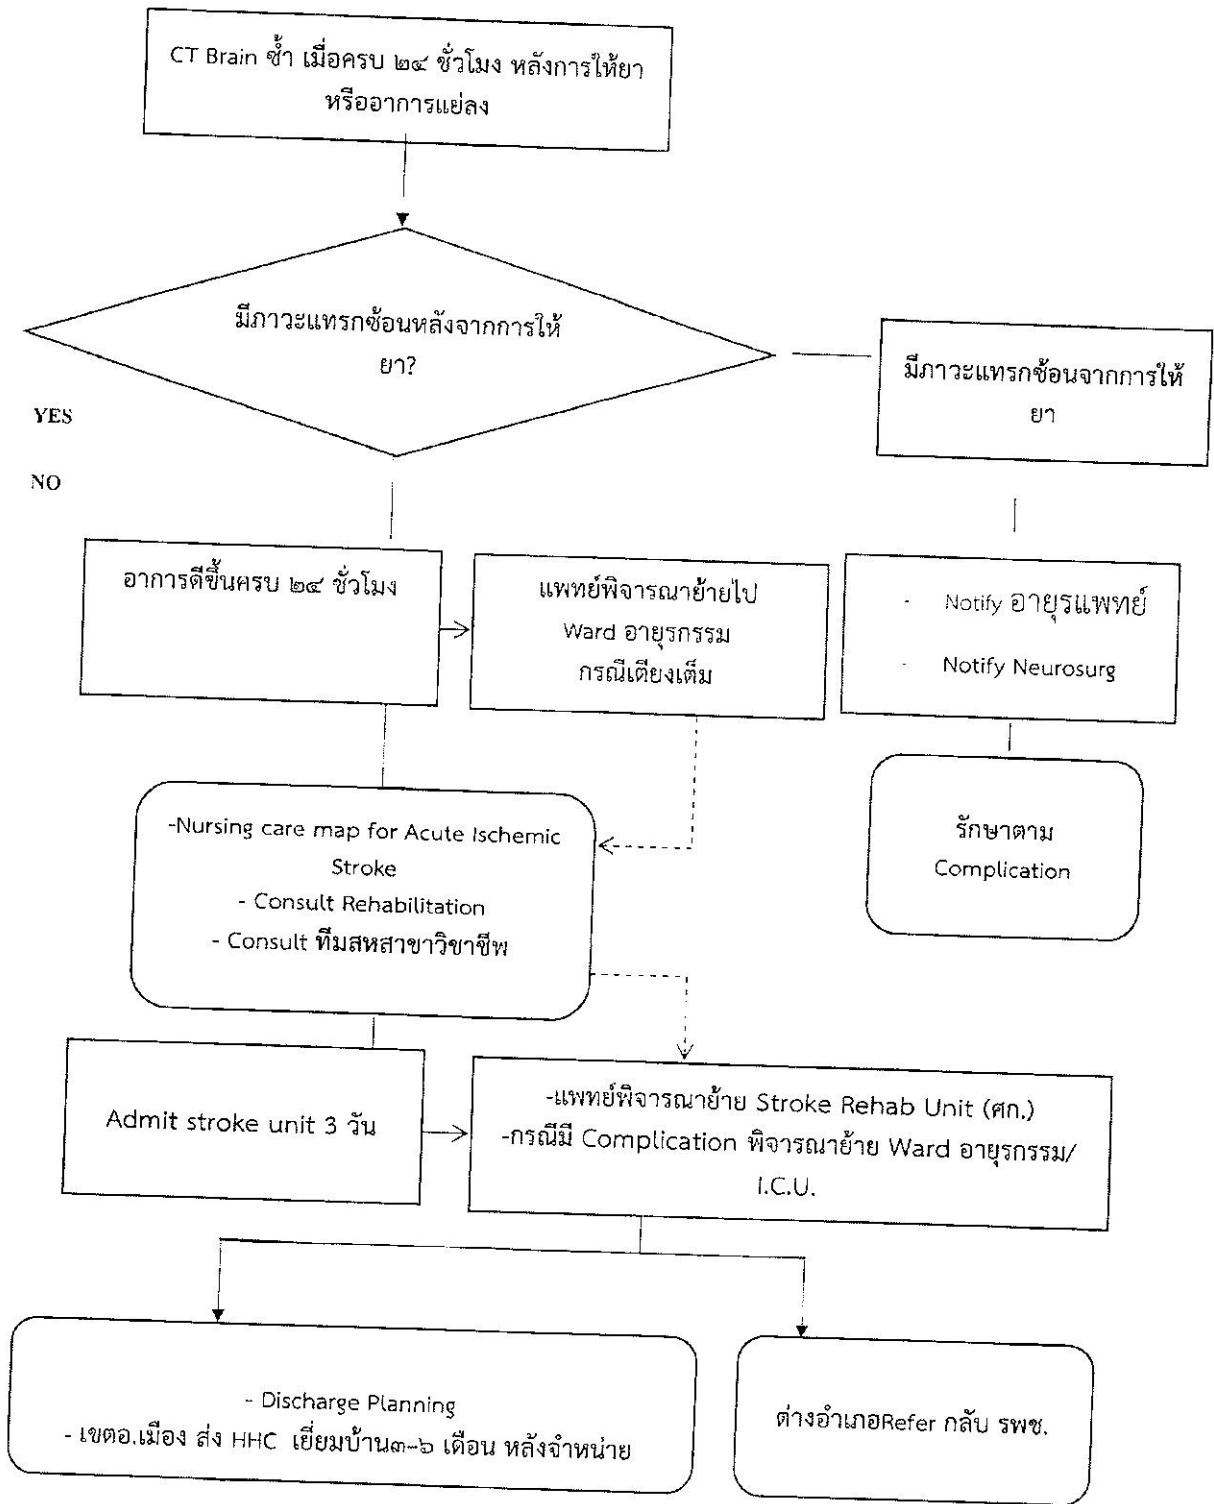 CT Brain ซ้ำ เมื่อครบ ๒๔ ชั่วโมง หลังการให้ยา
หรืออาการแย่ลง
มีภาวะแทรกซ้อนหลังจากการให้
ยา?
มีภาวะแทรกซ้อนจากการให้
ยา
YES
NO
อาการดีขึ้นครบ ๒๔ ชั่วโมง
แพทย์พิจารณาย้ายไป
Ward อายุรกรรม
กรณีเตียงเต็ม
- Notify อายุรแพทย์
- Notify Neurosurg
-Nursing care map for Acute Ischemic
Stroke
- Consult Rehabilitation
- Consult ทีมสหสาขาวิชาชีพ
รักษาตาม
Complication
Admit stroke unit 3 วัน
-แพทย์พิจารณาย้าย Stroke Rehab Unit (ศก.)
-กรณีมี Complication พิจารณาย้าย Ward อายุรกรรม/
I.C.U.
- Discharge Planning
- เขตอ.เมือง ส่ง HHC เยี่ยมบ้าน๓-๖ เดือน หลังจำหน่าย
ต่างอำเภอRefer กลับ รพช.